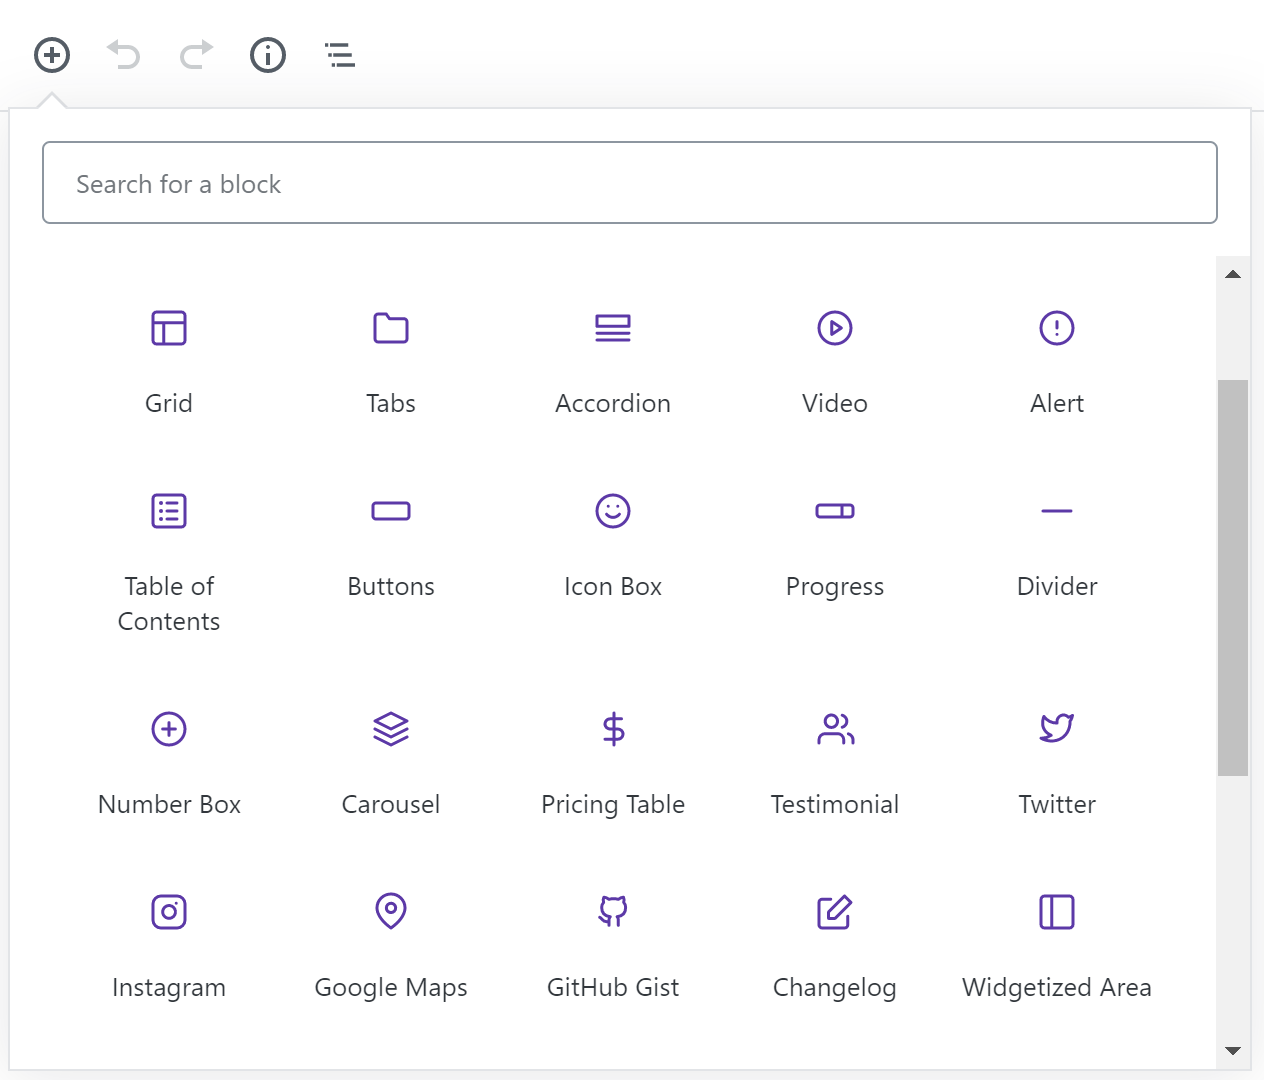 Search for a block
Grid
Tabs
Accordion
Video
Alert
Table of
Contents
Buttons
Icon Box
Progress
Divider
Number Box
Carousel
Pricing Table
Testimonial
Twitter
Instagram
Google Maps
GitHub Gist
Changelog
Widgetized Area